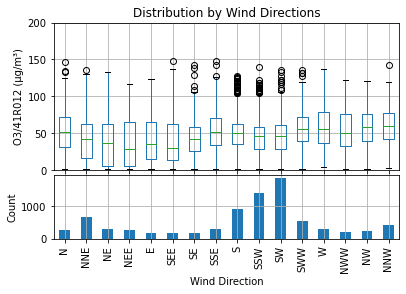 Distribution by Wind Directions
O3/41R012 (μg/m³)
200
150
100
50
0
Count
1000
0
N
NNE
NE
NEE
E
SEE
SE
SSE
S
SSW
SW
SWW
W
NWW
NW
NNW
Wind Direction